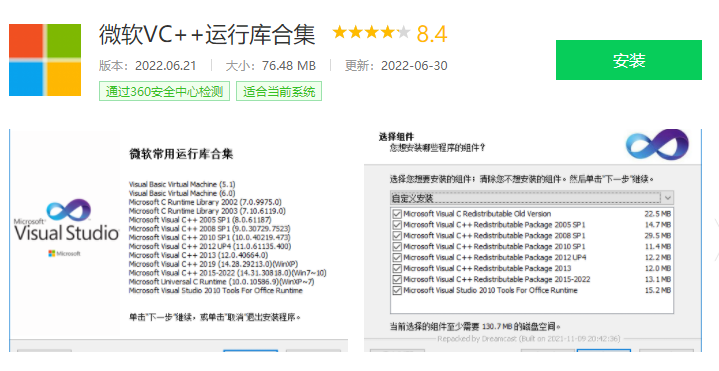 微软VC++运行库合集 8.4
版本：2022.06.21 大小：76.48 MB 更新：2022-06-30
安装
通过360安全中心检测 适合当前系统
微软常用运行库合集
Visual Basic Virtual Machine (5.1)
Visual Basic Virtual Machine (6.0)
Microsoft C Runtime Library 2002 (7.0.9975.0)
Microsoft C Runtime Library 2003 (7.10.6119.0)
Microsoft Visual C++ 2005 SP1 (8.0.61187)
Microsoft Visual C++ 2008 SP1 (9.0.30729.7523)
Microsoft Visual C++ 2010 SP1 (10.0.40219.473)
Microsoft Visual C++ 2012 UP4 (11.0.61135.400)
Microsoft Visual C++ 2013 (12.0.40664.0)
Microsoft Visual C++ 2019 (14.28.29213.0)(WinXP)
Microsoft Visual C++ 2015-2022 (14.31.30818.0)(Win7~10)
Microsoft Universal C Runtime (10.0.10586.9)(WinXP~7)
Microsoft Visual Studio 2010 Tools For Office Runtime
单击"下一步"继续，或单击"取消"退出安装程序。
Microsoft
Visual Studio
Microsoft
选择组件
您想安装哪些程序的组件？
选择您想要安装的组件；清除您不想安装的组件。然后单击"下一步"继续。
自定义安装
Microsoft Visual C Redistributable Old Version 22.5 MB
Microsoft Visual C++ Redistributable Package 2005 SP1 14.7 MB
Microsoft Visual C++ Redistributable Package 2008 SP1 29.5 MB
Microsoft Visual C++ Redistributable Package 2010 SP1 11.4 MB
Microsoft Visual C++ Redistributable Package 2012 UP4 12.2 MB
Microsoft Visual C++ Redistributable Package 2013 12.0 MB
Microsoft Visual C++ Redistributable Package 2015-2022 13.1 MB
Microsoft Visual Studio 2010 Tools For Office Runtime 15.2 MB
当前选择的组件至少需要 130.7 MB 的磁盘空间。
Repacked by Dreamcast (Built on 2021-11-09 20:42:36)